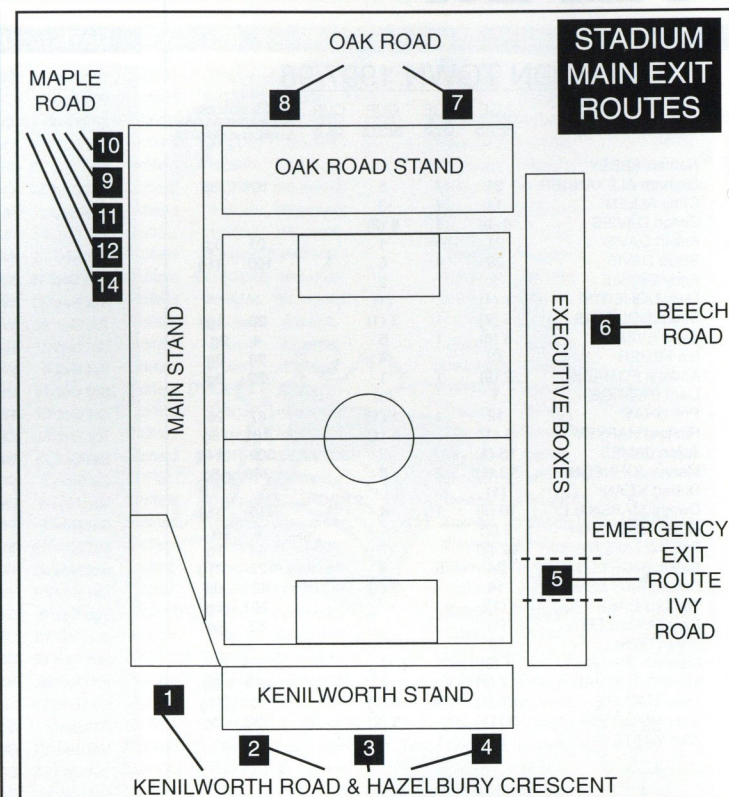 OAK ROAD
STADIUM
MAIN EXIT
ROUTES
MAPLE
ROAD
8
7
10
9
11
12
14
OAK ROAD STAND
MAIN STAND
EXECUTIVE BOXES
6
BEECH
ROAD
EMERGENCY
EXIT
5
ROUTE
IVY
ROAD
KENILWORTH STAND
1
2
3
4
KENILWORTH ROAD & HAZELBURY CRESCENT